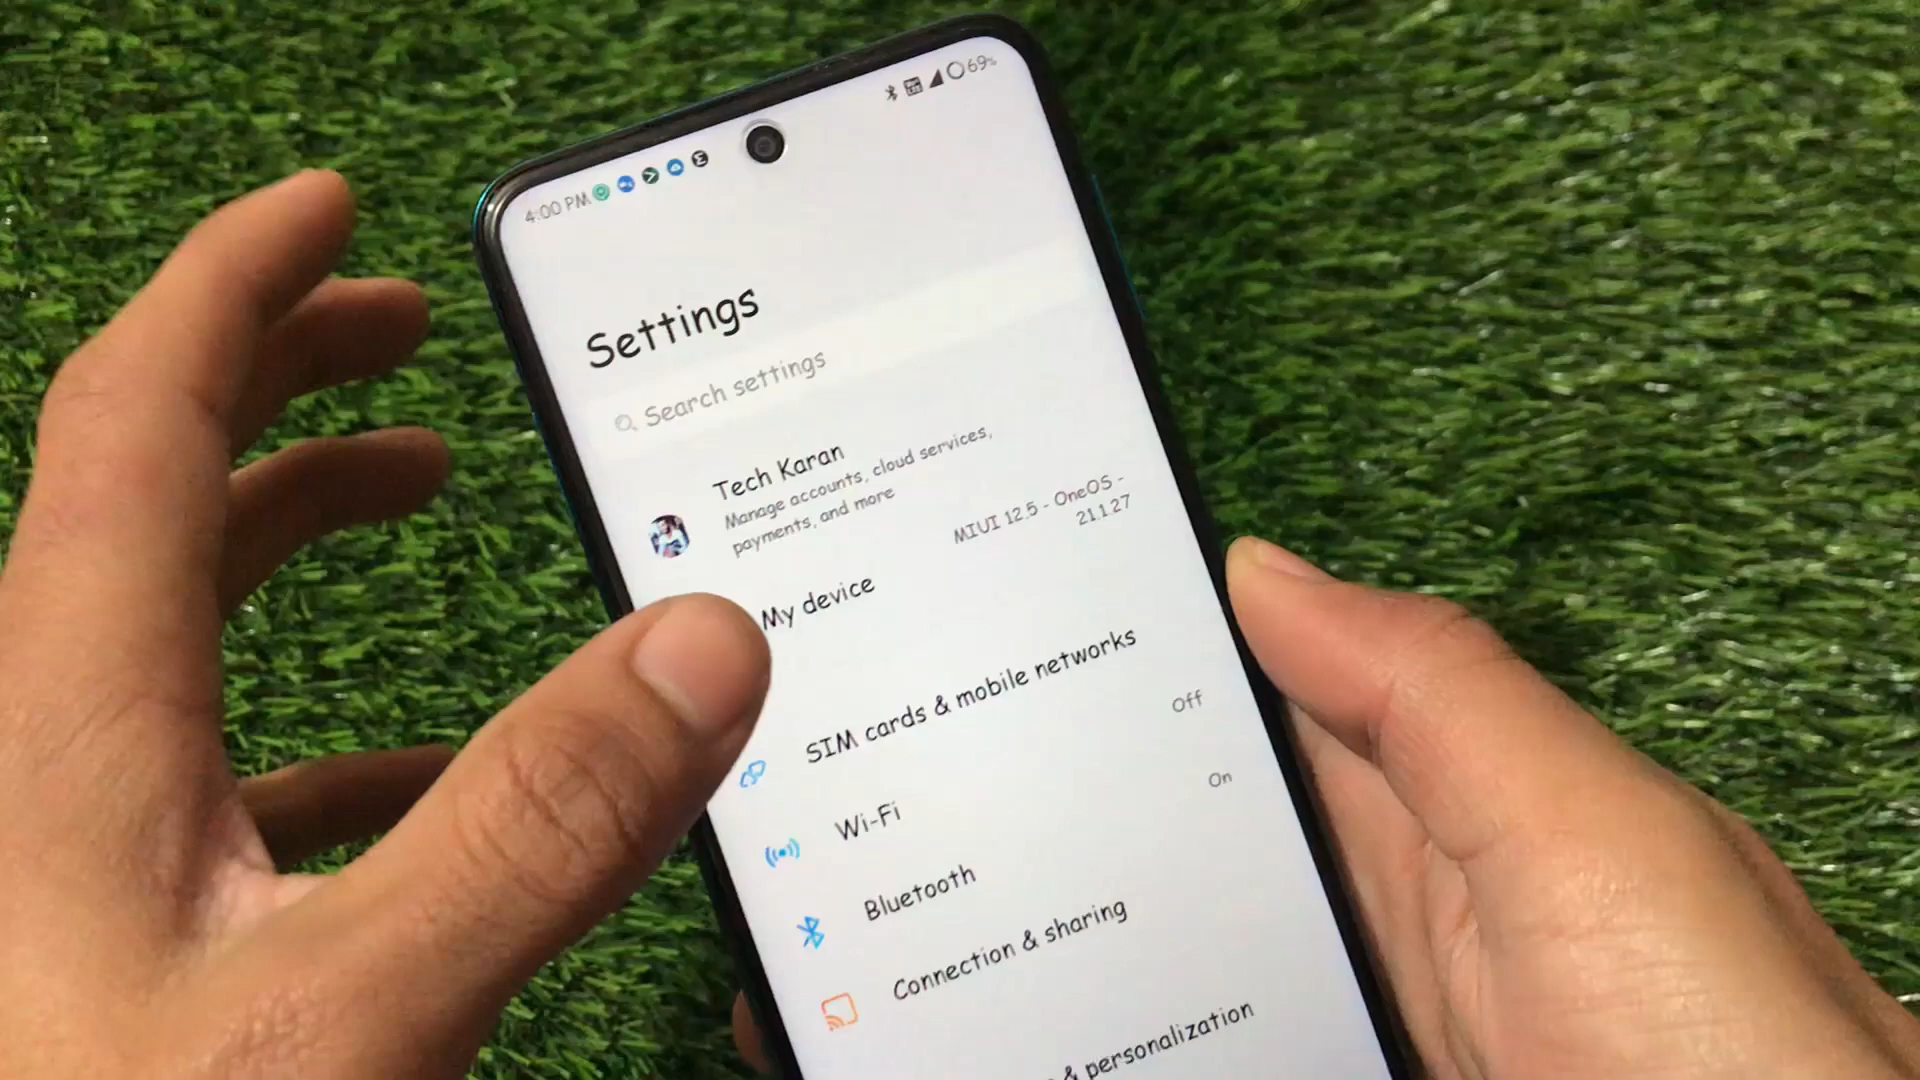 4:00 PM
69%
Settings
Search settings
Tech Karan
Manage accounts, cloud services,
payments, and more
My device
MIUI 12.5 - OneOS -
21.1.27
SIM cards & mobile networks
Wi-Fi
Off
Bluetooth
On
Connection & sharing
& personalization